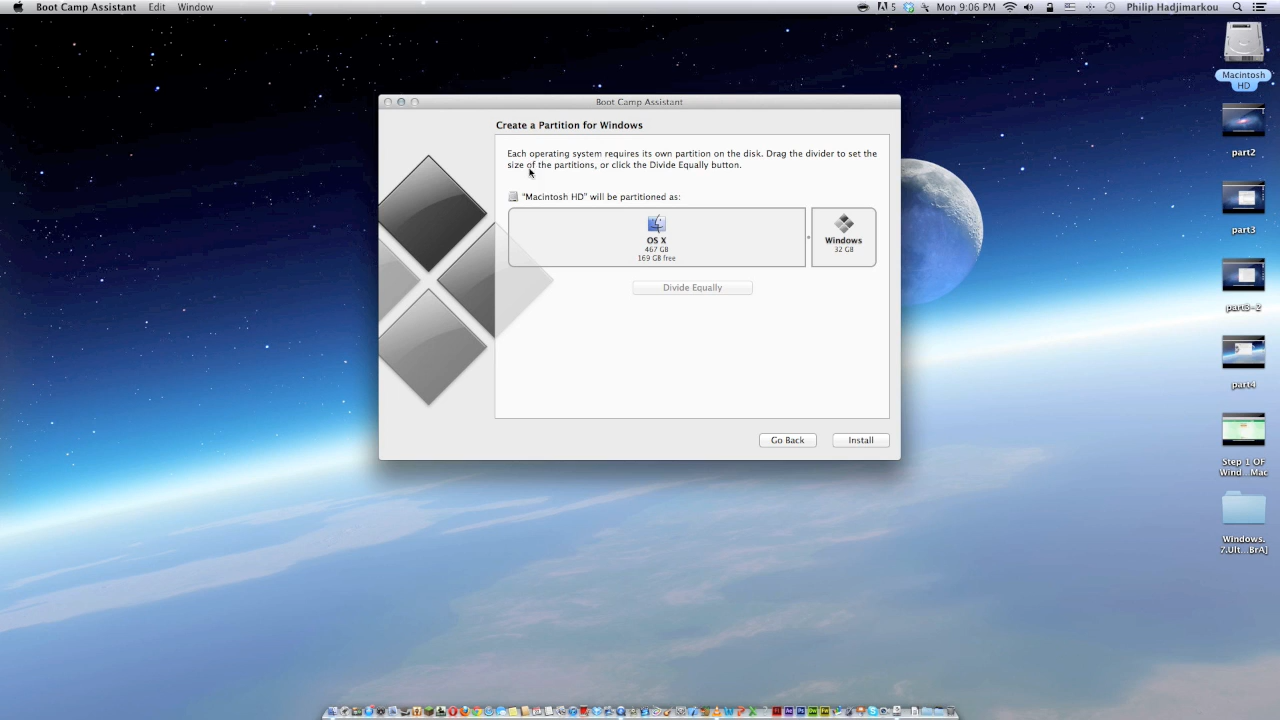 Boot Camp Assistant Edit Window
5 Mon 9:06 PM Philip Hadjimarkou
Boot Camp Assistant
Create a Partition for Windows
Each operating system requires its own partition on the disk. Drag the divider to set the
size of the partitions, or click the Divide Equally button.
"Macintosh HD" will be partitioned as:
OS X
467 GB
169 GB free
Windows
32 GB
Divide Equally
Go Back
Install
Macintosh
HD
part2
part3
part3-2
part4
Step 1 OF
Wind...Mac
Windows.
7.Ult...BrA]